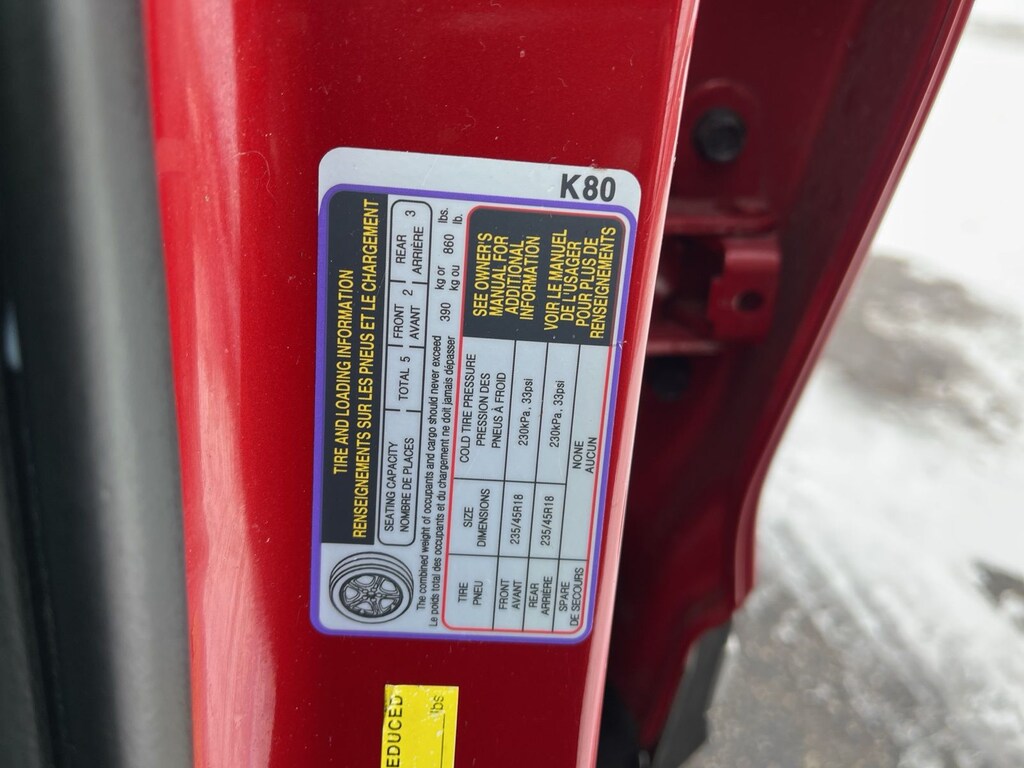 K80
TIRE AND LOADING INFORMATION
RENSEIGNEMENTS SUR LES PNEUS ET LE CHARGEMENT
SEATING CAPACITY
NOMBRE DE PLACES
TOTAL 5
FRONT
AVANT 2
REAR
ARRIÈRE 3
The combined weight of occupants and cargo should never exceed 390 kg or 860 lbs.
Le poids total des occupants et du chargement ne doit jamais dépasser kg ou lb.
TIRE
PNEU
SIZE
DIMENSIONS
COLD TIRE PRESSURE
PRESSION DES
PNEUS À FROID
FRONT
AVANT
235/45R18
230kPa, 33psi
REAR
ARRIÈRE
235/45R18
230kPa, 33psi
SPARE
DE SECOURS
NONE
AUCUN
SEE OWNER'S
MANUAL FOR
ADDITIONAL
INFORMATION
VOIR LE MANUEL
DE L'USAGER
POUR PLUS DE
RENSEIGNEMENTS
EDUCED
lbs